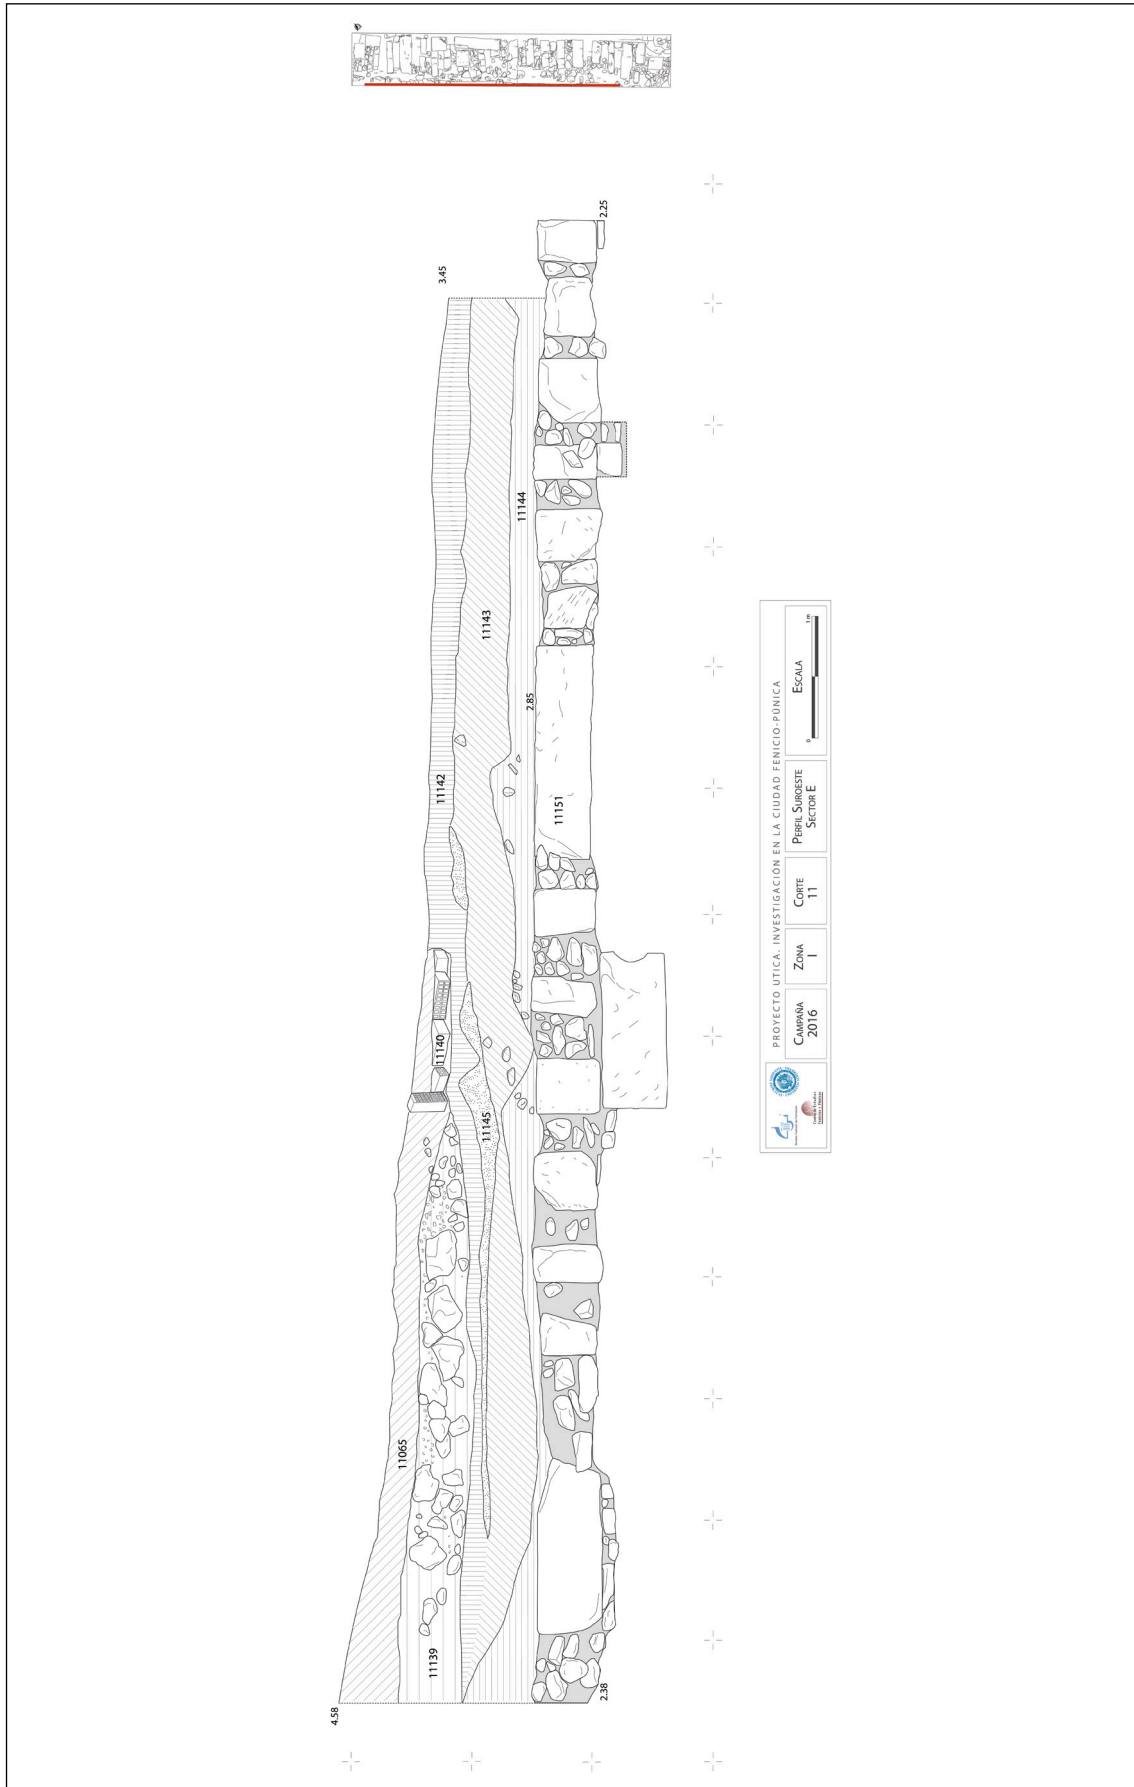 4.58
3.45
11065
11139
11140
11142
11145
11143
11144
2.85
11151
2.38
2.25
PROYECTO UTICA. INVESTIGACIÓN EN LA CIUDAD FENICIO-PÚNICA
CAMPAÑA
2016
ZONA
I
CORTE
11
PERFIL SUROESTE
SECTOR E
ESCALA
0
1 m